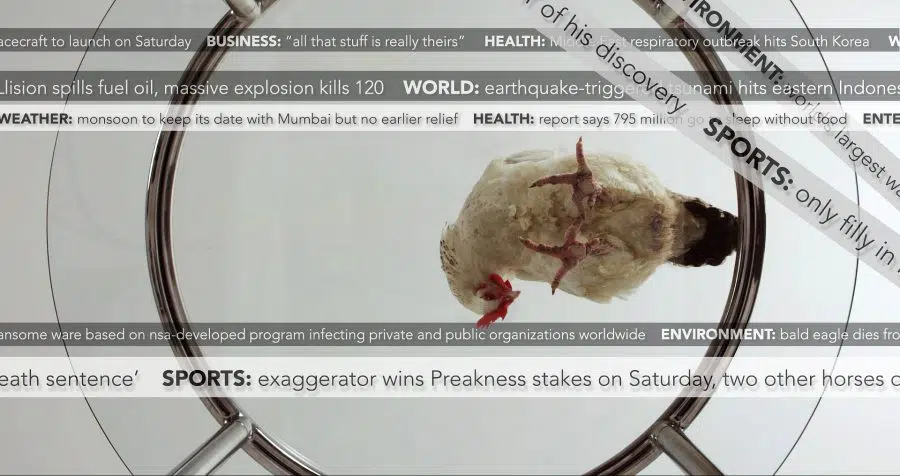 acecraft to launch on Saturday BUSINESS: “all that stuff is really theirs” HEALTH: Middle East respiratory outbreak hits South Korea W
llision spills fuel oil, massive explosion kills 120 WORLD: earthquake-triggered tsunami hits eastern Indones
WEATHER: monsoon to keep its date with Mumbai but no earlier relief HEALTH: report says 795 million go to sleep without food ENTE
of his discovery SPORTS: only filly in
IRONMENT: world's largest wa
ansome ware based on nsa-developed program infecting private and public organizations worldwide ENVIRONMENT: bald eagle dies fro
eath sentence’ SPORTS: exaggerator wins Preakness stakes on Saturday, two other horses